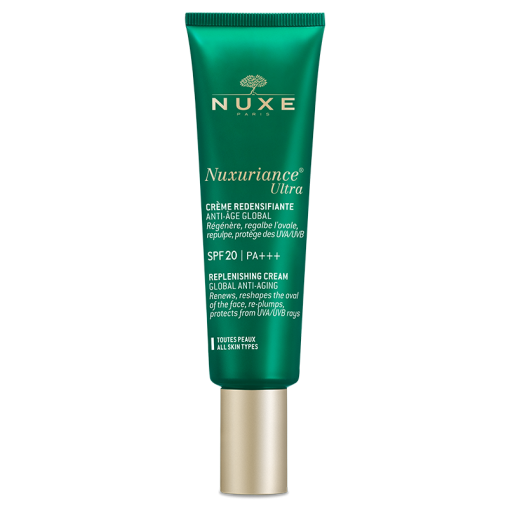 NUXE
PARIS
Nuxuriance®
Ultra
CRÈME REDENSIFIANTE
ANTI-ÂGE GLOBAL
Régénère, regalbe l'ovale,
repulpe, protège des UVA/UVB
SPF20 | PA+++
REPLENISHING CREAM
GLOBAL ANTI-AGING
Renews, reshapes the oval
of the face, re-plumps,
protects from UVA/UVB rays
TOUTES PEAUX
ALL SKIN TYPES